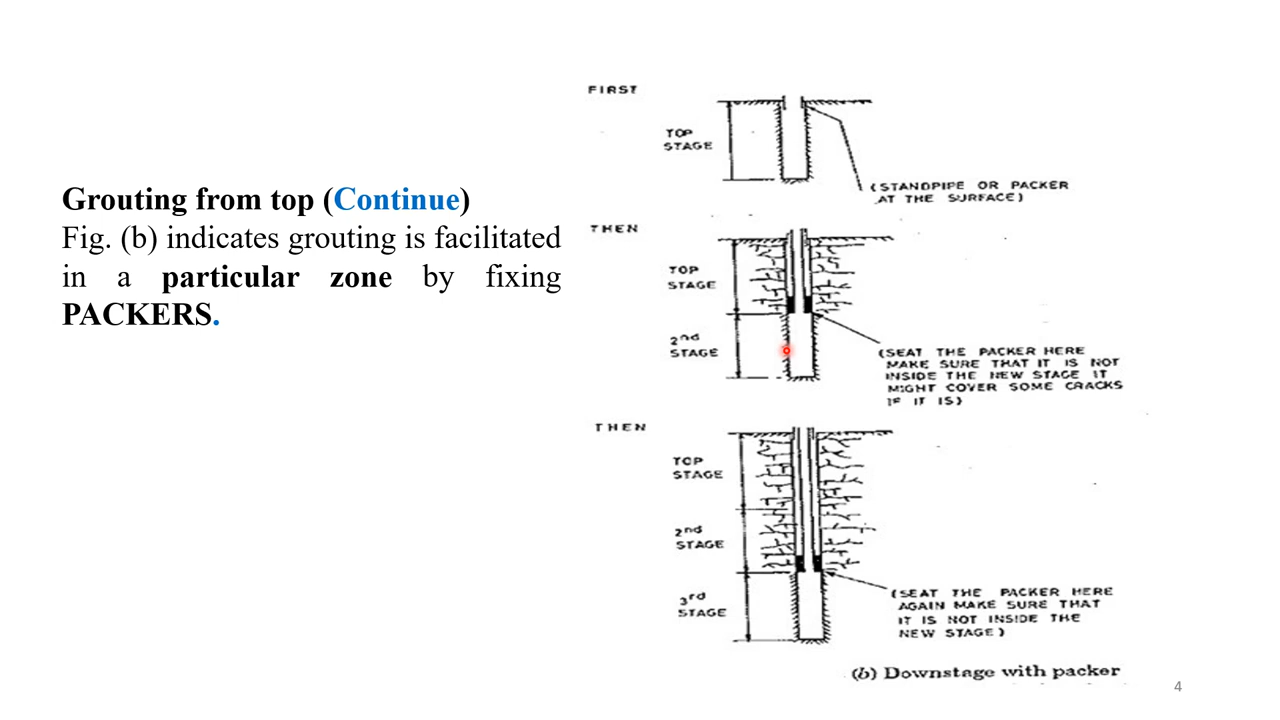 Grouting from top (Continue)
Fig. (b) indicates grouting is facilitated
in a particular zone by fixing
PACKERS.
FIRST
TOP
STAGE
(STANDPIPE OR PACKER
AT THE SURFACE)
THEN
TOP
STAGE
2nd
STAGE
(SEAT THE PACKER HERE
MAKE SURE THAT IT IS NOT
INSIDE THE NEW STAGE IT
MIGHT COVER SOME CRACKS
IF IT IS)
THEN
TOP
STAGE
2nd
STAGE
3rd
STAGE
(SEAT THE PACKER HERE
AGAIN MAKE SURE THAT
IT IS NOT INSIDE THE
NEW STAGE)
(b) Downstage with packer
4